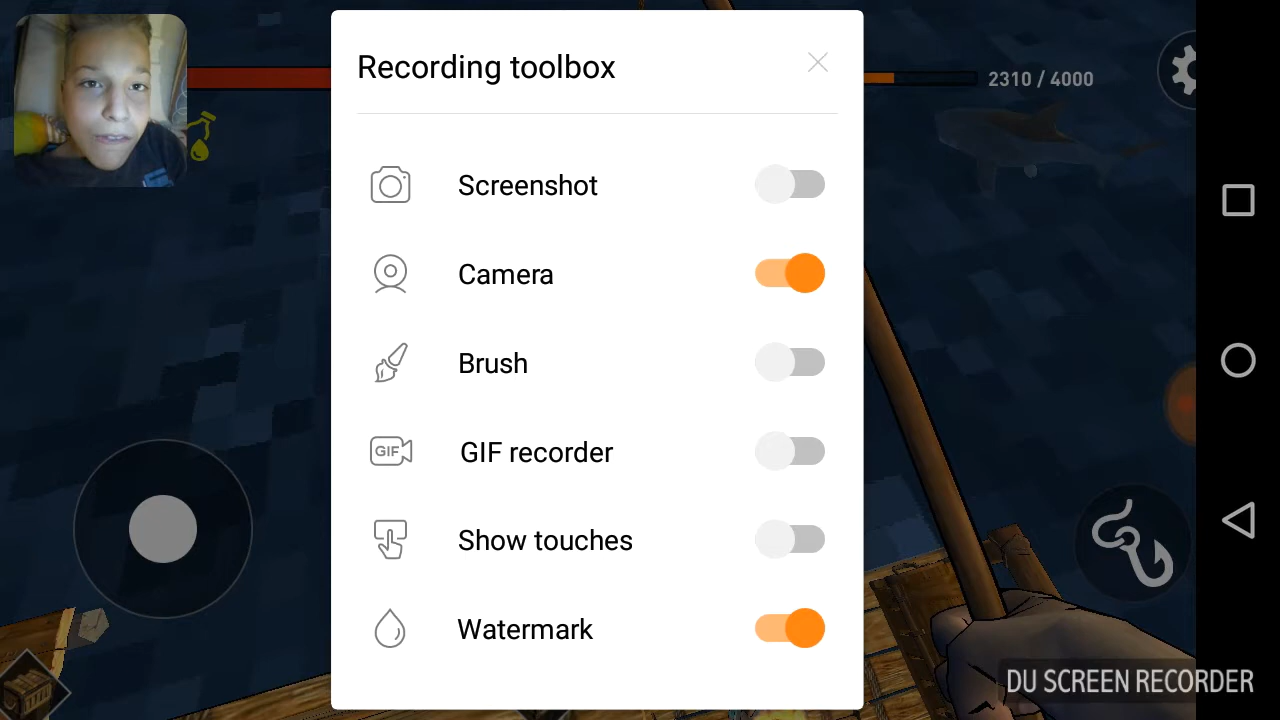 Recording toolbox
2310 / 4000
Screenshot
Camera
Brush
GIF
GIF recorder
Show touches
Watermark
DU SCREEN RECORDER